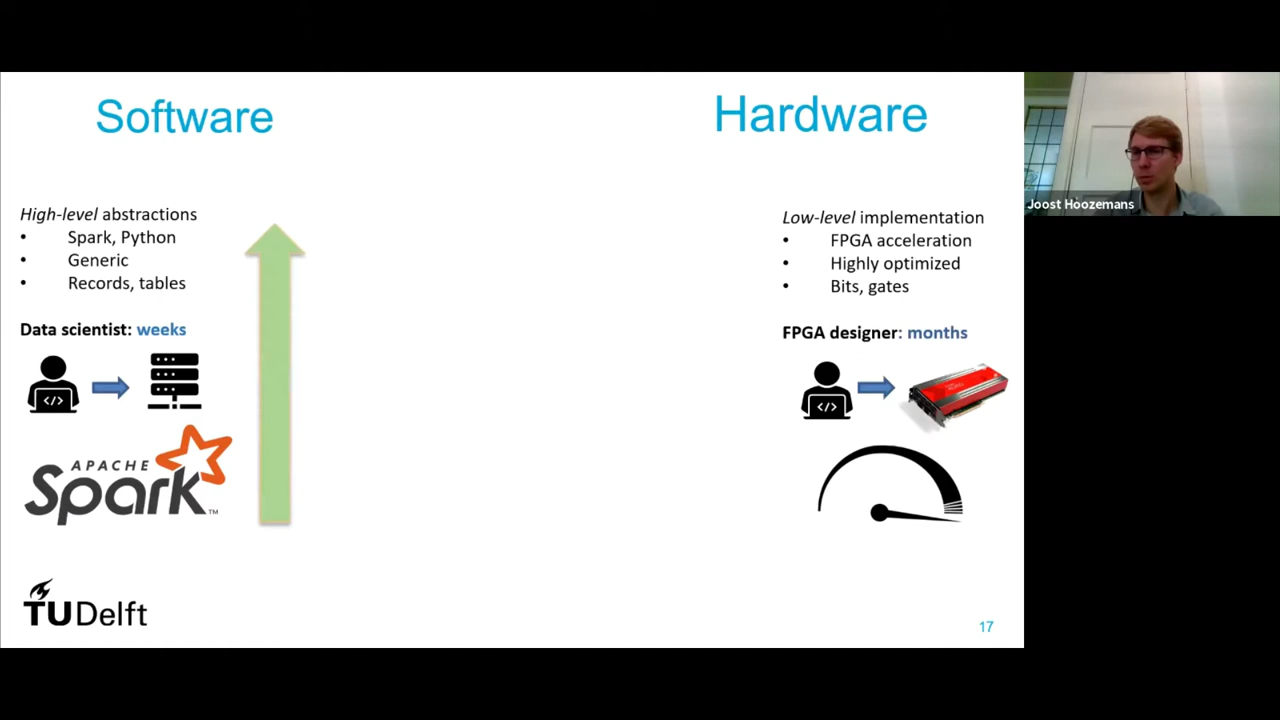 Software
Hardware
High-level abstractions
• Spark, Python
• Generic
• Records, tables
Data scientist: weeks
</>
APACHE
Spark™
Low-level implementation
• FPGA acceleration
• Highly optimized
• Bits, gates
FPGA designer: months
</>
TUDelft
17
Joost Hoozemans